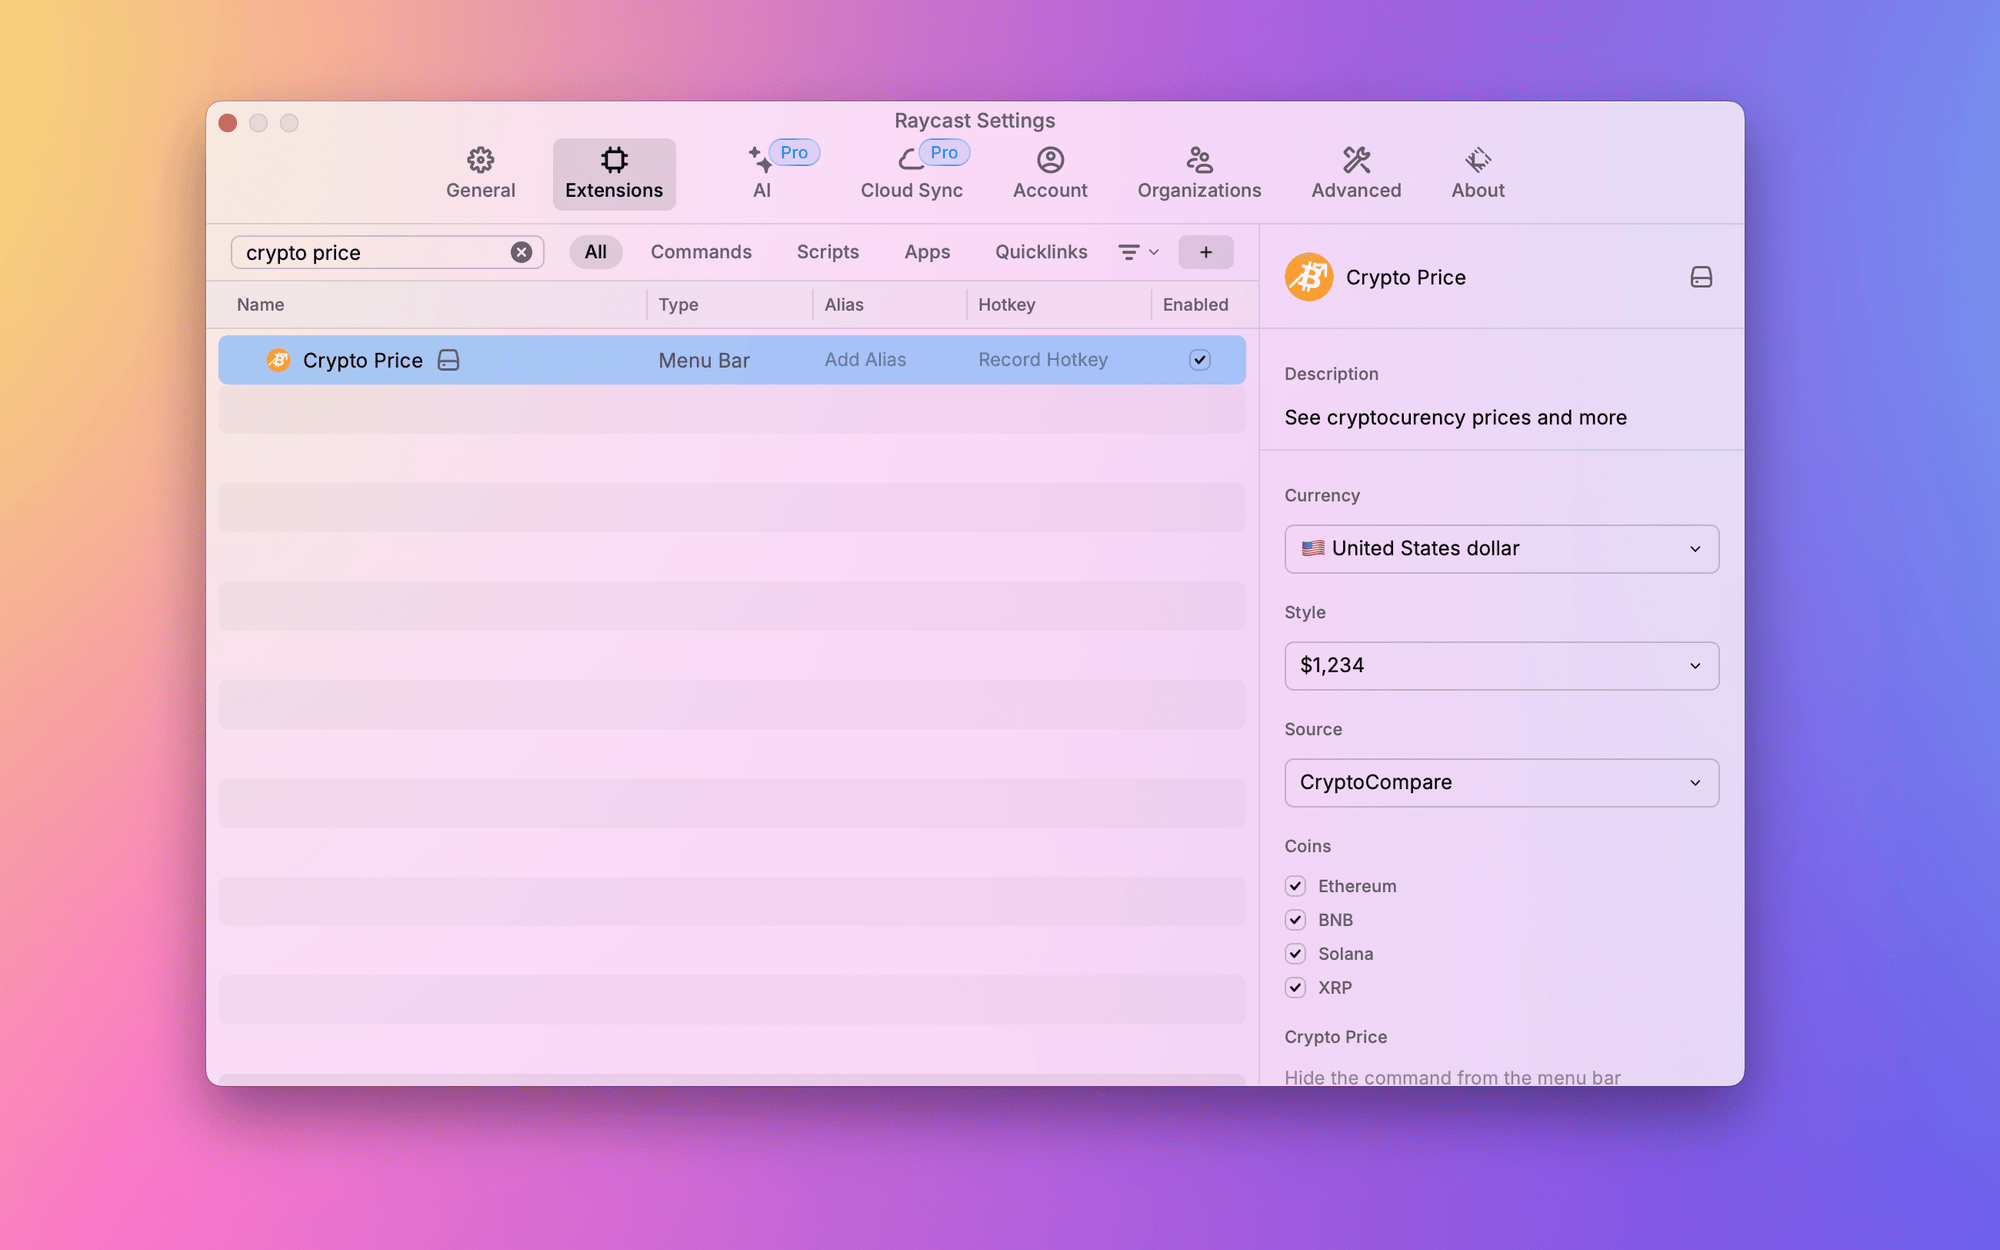 Raycast Settings
General
Extensions
Pro
AI
Pro
Cloud Sync
Account
Organizations
Advanced
About
crypto price
All
Commands
Scripts
Apps
Quicklinks
+
Name
Type
Alias
Hotkey
Enabled
Crypto Price
Menu Bar
Add Alias
Record Hotkey
Crypto Price
Description
See cryptocurency prices and more
Currency
United States dollar
Style
$1,234
Source
CryptoCompare
Coins
Ethereum
BNB
Solana
XRP
Crypto Price
Hide the command from the menu bar